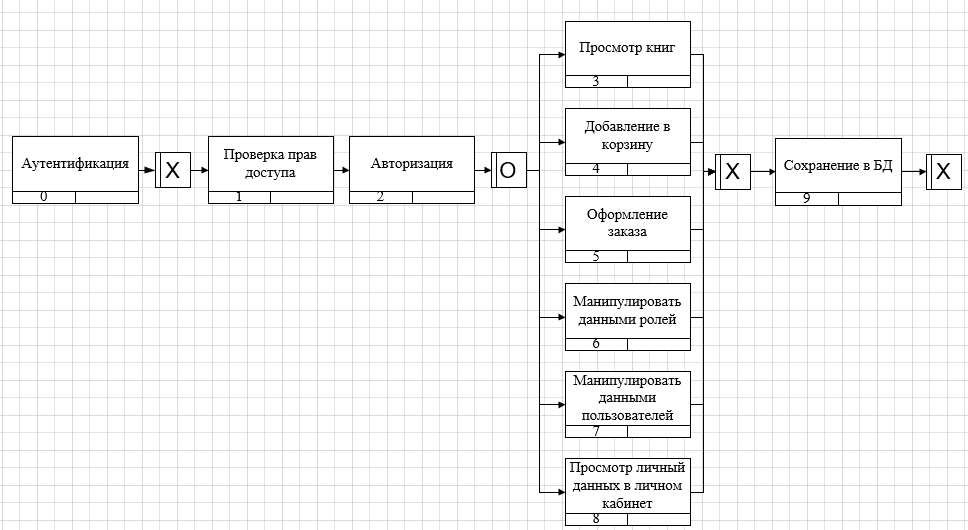 Аутентификация
0
X
Проверка прав
доступа
1
Авторизация
2
O
Просмотр книг
3
Добавление в
корзину
4
Оформление
заказа
5
Манипулировать
данными ролей
6
Манипулировать
данными
пользователей
7
Просмотр личный
данных в личном
кабинет
8
X
Сохранение в БД
9
X